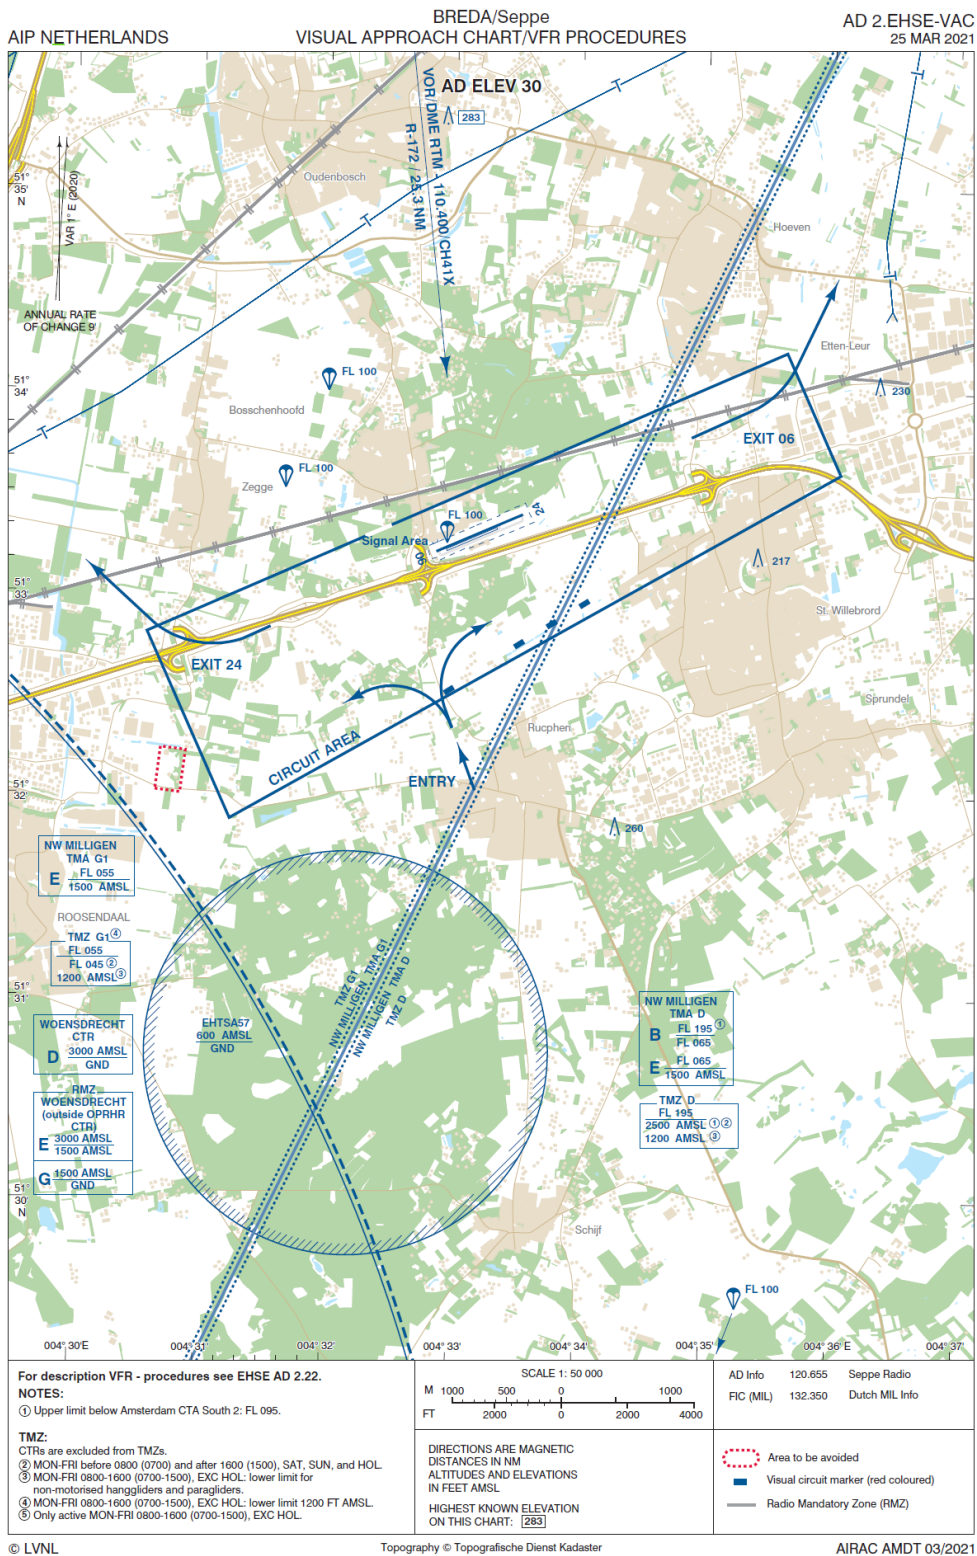 BREDA/Seppe
AIP NETHERLANDS
VISUAL APPROACH CHART/VFR PROCEDURES
AD 2.EHSE-VAC
25 MAR 2021
AD ELEV 30
VOR/DME RTM - 110.400/CH41X
R-172 / 25.3 NM
283
Oudenbosch
51°
35'
N
VAR 1° E (2020)
Hoeven
ANNUAL RATE
OF CHANGE 9'
Etten-Leur
51°
34'
FL 100
230
Bosschenhoofd
EXIT 06
FL 100
Zegge
FL 100
24
Signal Area
06
217
51°
33'
St. Willebrord
EXIT 24
Sprundel
Rucphen
CIRCUIT AREA
ENTRY
51°
32'
260
NW MILLIGEN
TMA G1
E FL 055
1500 AMSL
ROOSENDAAL
TMZ G1④
FL 055
FL 045 ②
1200 AMSL③
TMZ G1
NW MILLIGEN TMA G1
NW MILLIGEN TMA D
TMZ D
51°
31'
EHTSA57
600 AMSL
GND
WOENSDRECHT
CTR
D 3000 AMSL
GND
NW MILLIGEN
TMA D
B FL 195 ①
FL 065
E FL 065
1500 AMSL
RMZ
WOENSDRECHT
(outside OPRHR
CTR)
E 3000 AMSL
1500 AMSL
G 1500 AMSL
GND
TMZ D
FL 195
2500 AMSL ①②
1200 AMSL ③
51°
30'
N
Schijf
FL 100
004° 30'E
004° 31'
004° 32'
004° 33'
004° 34'
004° 35'
004° 36' E
004° 37'
For description VFR - procedures see EHSE AD 2.22.
NOTES:
① Upper limit below Amsterdam CTA South 2: FL 095.
TMZ:
CTRs are excluded from TMZs.
② MON-FRI before 0800 (0700) and after 1600 (1500), SAT, SUN, and HOL.
③ MON-FRI 0800-1600 (0700-1500), EXC HOL: lower limit for
non-motorised hanggliders and paragliders.
④ MON-FRI 0800-1600 (0700-1500), EXC HOL: lower limit 1200 FT AMSL.
⑤ Only active MON-FRI 0800-1600 (0700-1500), EXC HOL.
SCALE 1: 50 000
M 1000 500 0 1000
FT 2000 0 2000 4000
DIRECTIONS ARE MAGNETIC
DISTANCES IN NM
ALTITUDES AND ELEVATIONS
IN FEET AMSL
HIGHEST KNOWN ELEVATION
ON THIS CHART: 283
AD Info 120.655 Seppe Radio
FIC (MIL) 132.350 Dutch MIL Info
Area to be avoided
Visual circuit marker (red coloured)
Radio Mandatory Zone (RMZ)
© LVNL
Topography © Topografische Dienst Kadaster
AIRAC AMDT 03/2021